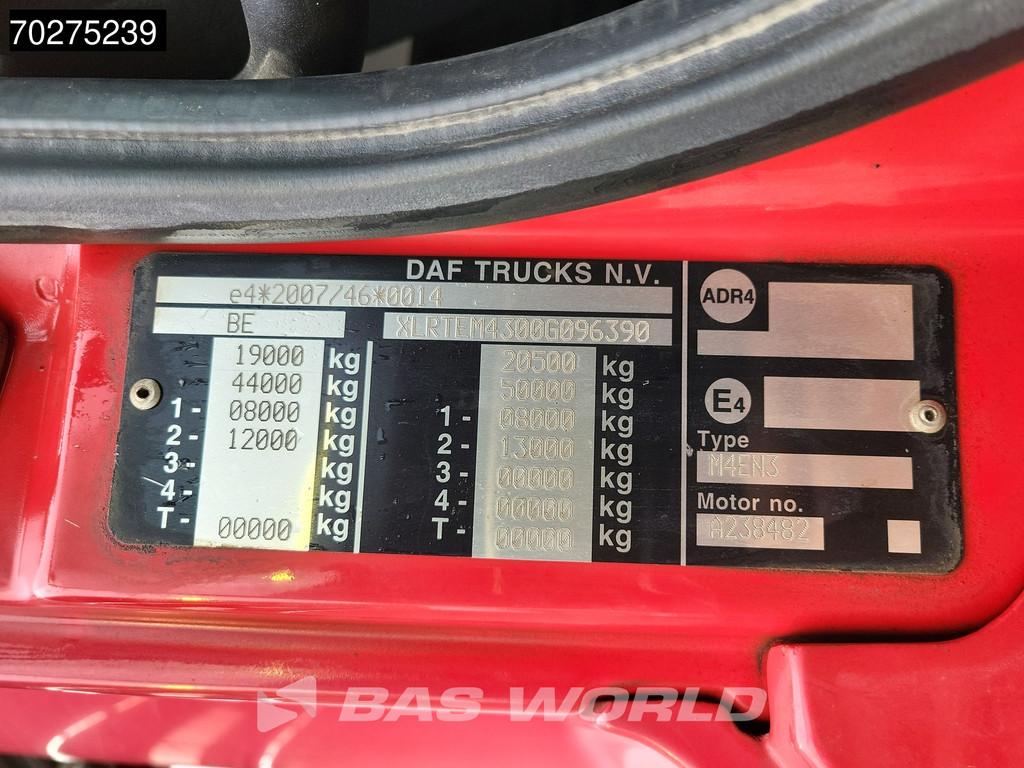 70275239
DAF TRUCKS N.V.
e4*2007/46*0014
BE XLRTEM4300G096390
19000 kg
44000 kg
1- 08000 kg
2- 12000 kg
3- kg
4- kg
T- 00000 kg
20500 kg
50000 kg
1- 08000 kg
2- 13000 kg
3- 00000 kg
4- 00000 kg
T- 00000 kg
ADR4
E4
Type
M4EN3
Motor no.
A238482
BAS WORLD